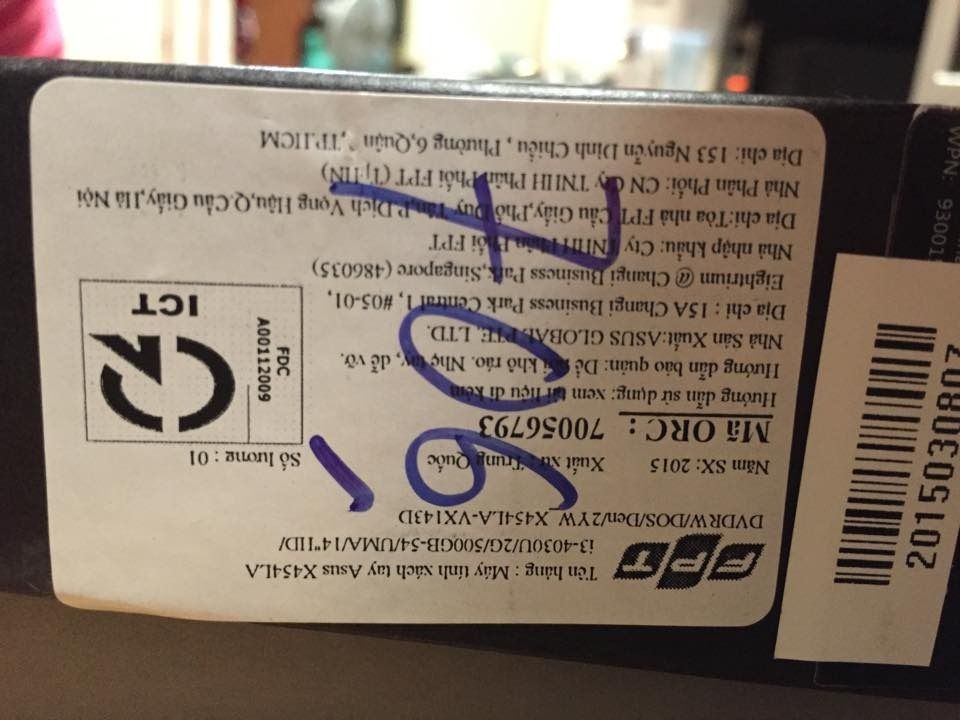 FPT
Tên hàng : Máy tính xách tay Asus X454LA
i3-4030U/2G/500GB-54/UMA/14"HD/
DVDRW/DOS/Đen/2YW X454LA-VX143D
Năm SX: 2015 Xuất xứ : Trung Quốc
Số lượng : 01
Mã ORC : 70056793
Hướng dẫn sử dụng: xem tài liệu đi kèm
Hướng dẫn bảo quản: Để nơi khô ráo. Nhẹ tay, dễ vỡ.
Nhà Sản Xuất:ASUS GLOBAL PTE. LTD.
Địa chỉ : 15A Changi Business Park Central 1, #05-01,
Eightrium @ Changi Business Park,Singapore (486035)
Nhà nhập khẩu: Cty TNHH Phân Phối FPT
Địa chỉ:Tòa nhà FPT Cầu Giấy,Phố Duy Tân,P.Dịch Vọng Hậu,Q.Cầu Giấy,Hà Nội
Nhà Phân Phối: CN Cty TNHH Phân Phối FPT
Địa chỉ: 153 Nguyễn Đình Chiểu , Phường 6,Quận ,TP.HCM
FDC
A00112009
ICT
201503080
WPN: